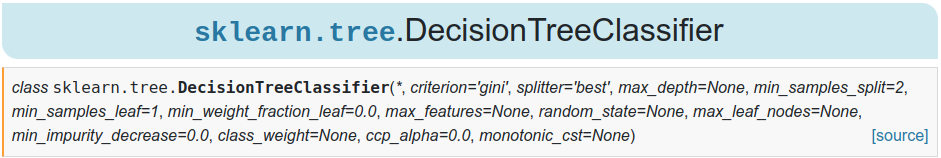 sklearn.tree.DecisionTreeClassifier
class sklearn.tree.DecisionTreeClassifier(*, criterion='gini', splitter='best', max_depth=None, min_samples_split=2,
min_samples_leaf=1, min_weight_fraction_leaf=0.0, max_features=None, random_state=None, max_leaf_nodes=None,
min_impurity_decrease=0.0, class_weight=None, ccp_alpha=0.0, monotonic_cst=None) [source]